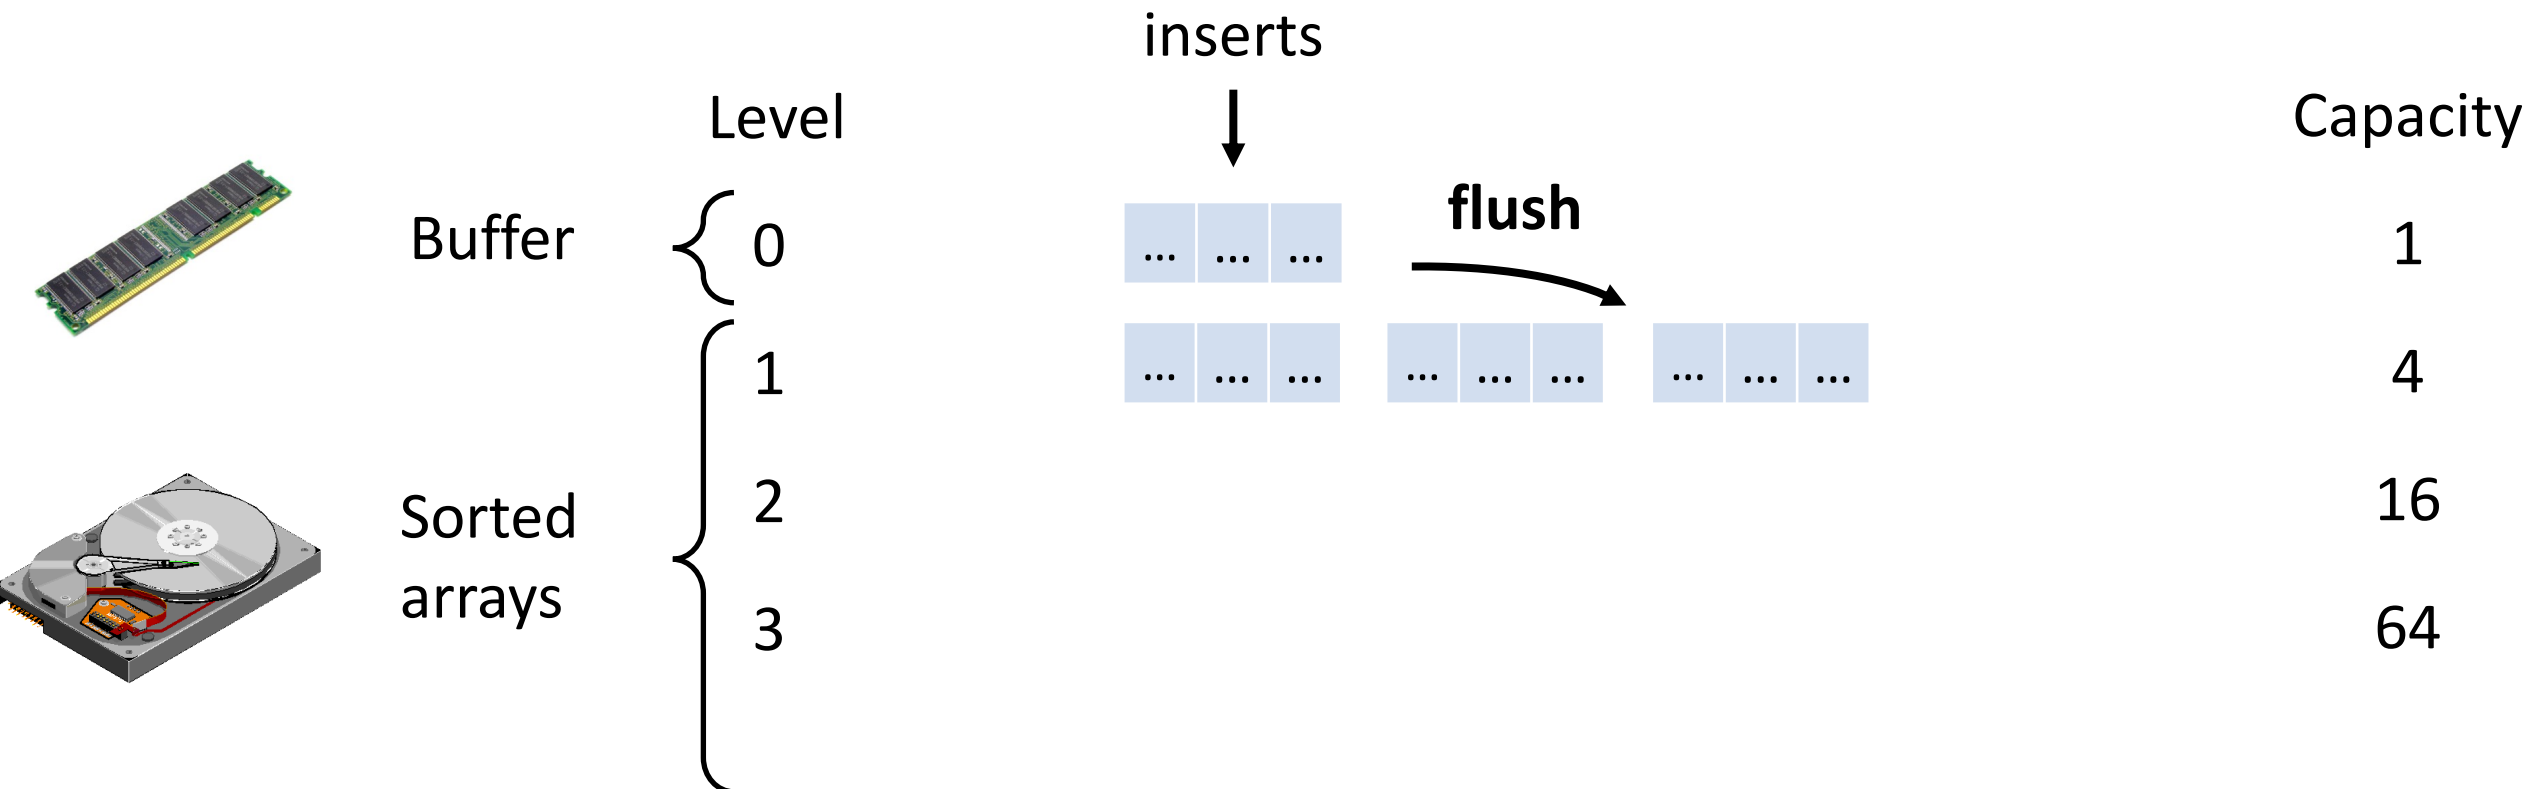 inserts
Level
Capacity
Buffer
0
... ... ...
flush
1
1
... ... ...
... ... ...
... ... ...
4
Sorted
arrays
2
16
3
64